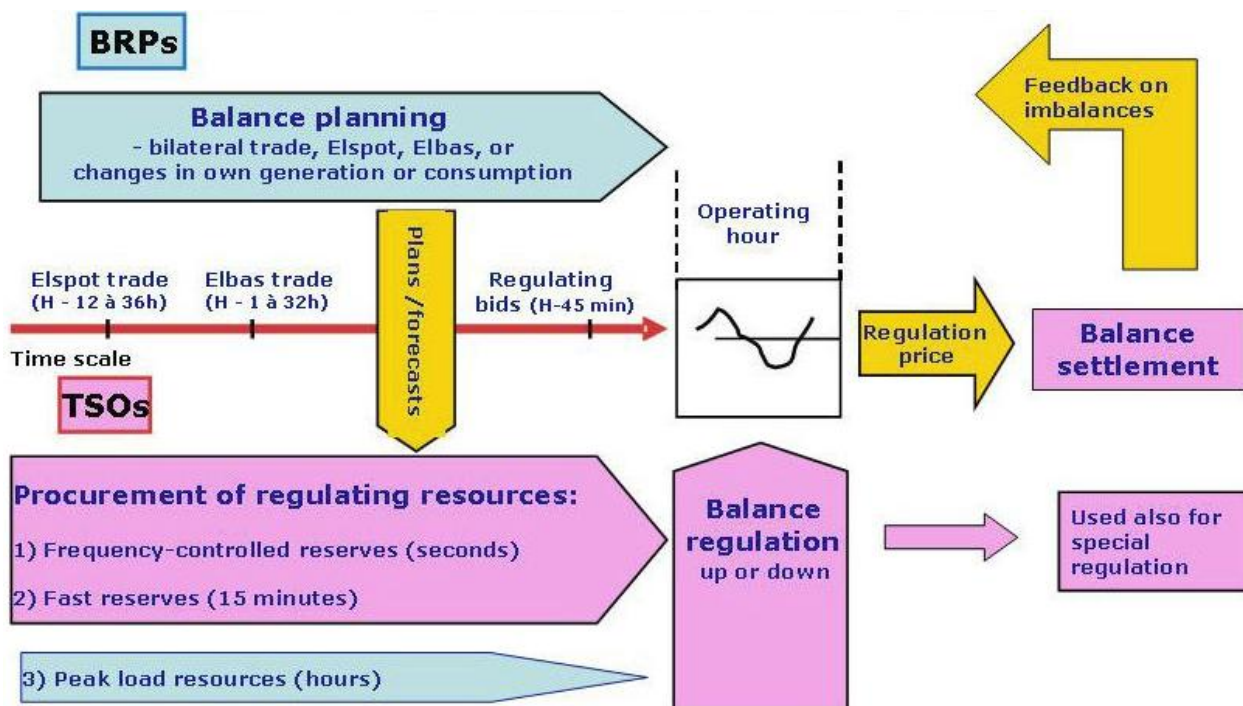 BRPs
Balance planning
- bilateral trade, Elspot, Elbas, or
changes in own generation or consumption
Feedback on
imbalances
Plans /forecasts
Operating
hour
Elspot trade
(H - 12 à 36h)
Elbas trade
(H - 1 à 32h)
Regulating
bids (H-45 min)
Time scale
Regulation
price
Balance
settlement
TSOs
Procurement of regulating resources:
1) Frequency-controlled reserves (seconds)
2) Fast reserves (15 minutes)
3) Peak load resources (hours)
Balance
regulation
up or down
Used also for
special
regulation